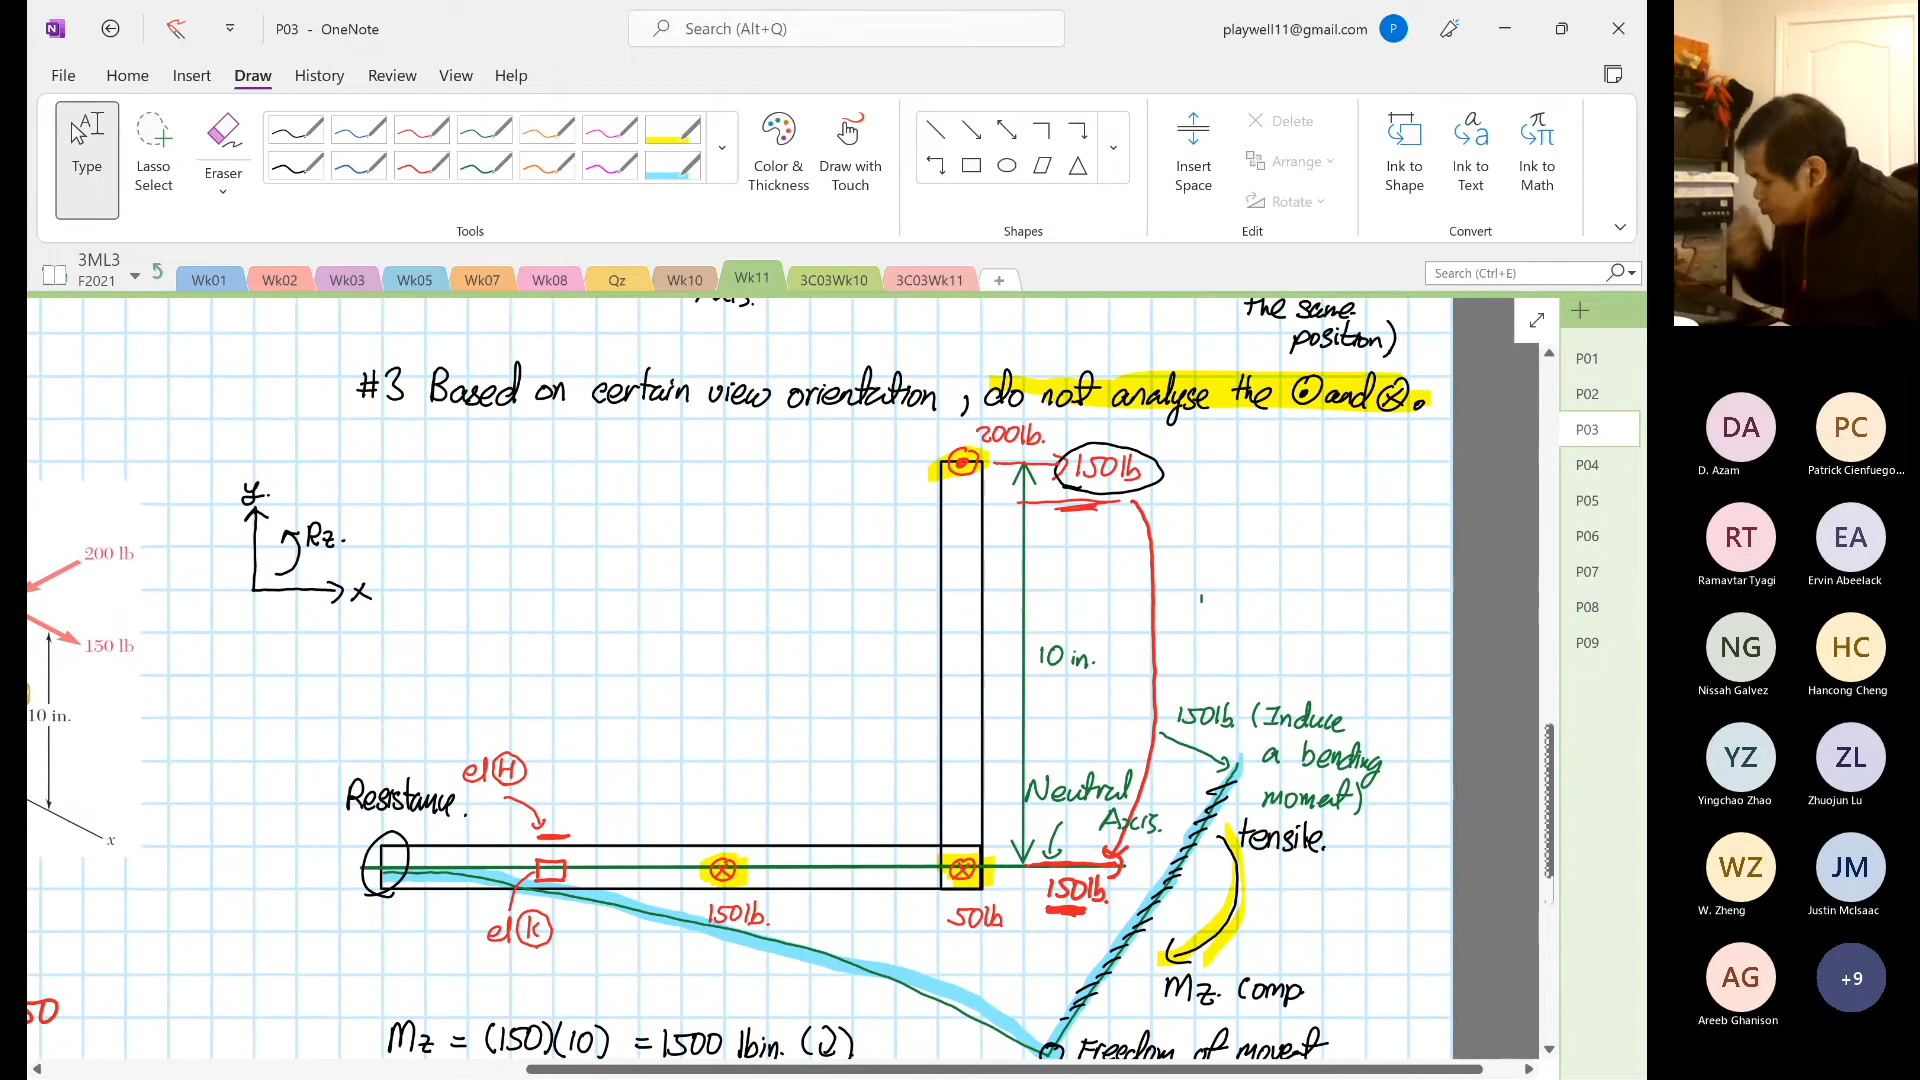 P03 - OneNote
Search (Alt+Q)
playwell11@gmail.com
P
File Home Insert Draw History Review View Help
Type
Lasso Select
Eraser
Color & Thickness
Draw with Touch
Insert Space
Delete
Arrange
Rotate
Ink to Shape
Ink to Text
Ink to Math
Tools
Shapes
Edit
Convert
3ML3
F2021
Wk01 Wk02 Wk03 Wk05 Wk07 Wk08 Qz Wk10 Wk11 3C03Wk10 3C03Wk11
Search (Ctrl+E)
the same
position)
#3 Based on certain view orientation, do not analyse the ⊙ and ⊗.
200lb.
150lb
y.
Rz.
x
200 lb
150 lb
10 in.
x
10 in.
150lb (Induce
a bending
moment)
Neutral
Axis.
tensile.
el H
Resistance.
el K
150lb.
50lb
150lb.
Mz. comp
50
Mz = (150)(10) = 1500 lbin. (2)
Freedom of movent
P01
P02
P03
P04
P05
P06
P07
P08
P09
DA
D. Azam
PC
Patrick Cienfuego...
RT
Ramavtar Tyagi
EA
Ervin Abeelack
NG
Nissah Galvez
HC
Hancong Cheng
YZ
Yingchao Zhao
ZL
Zhuojun Lu
WZ
W. Zheng
JM
Justin McIsaac
AG
Areeb Ghanison
+9